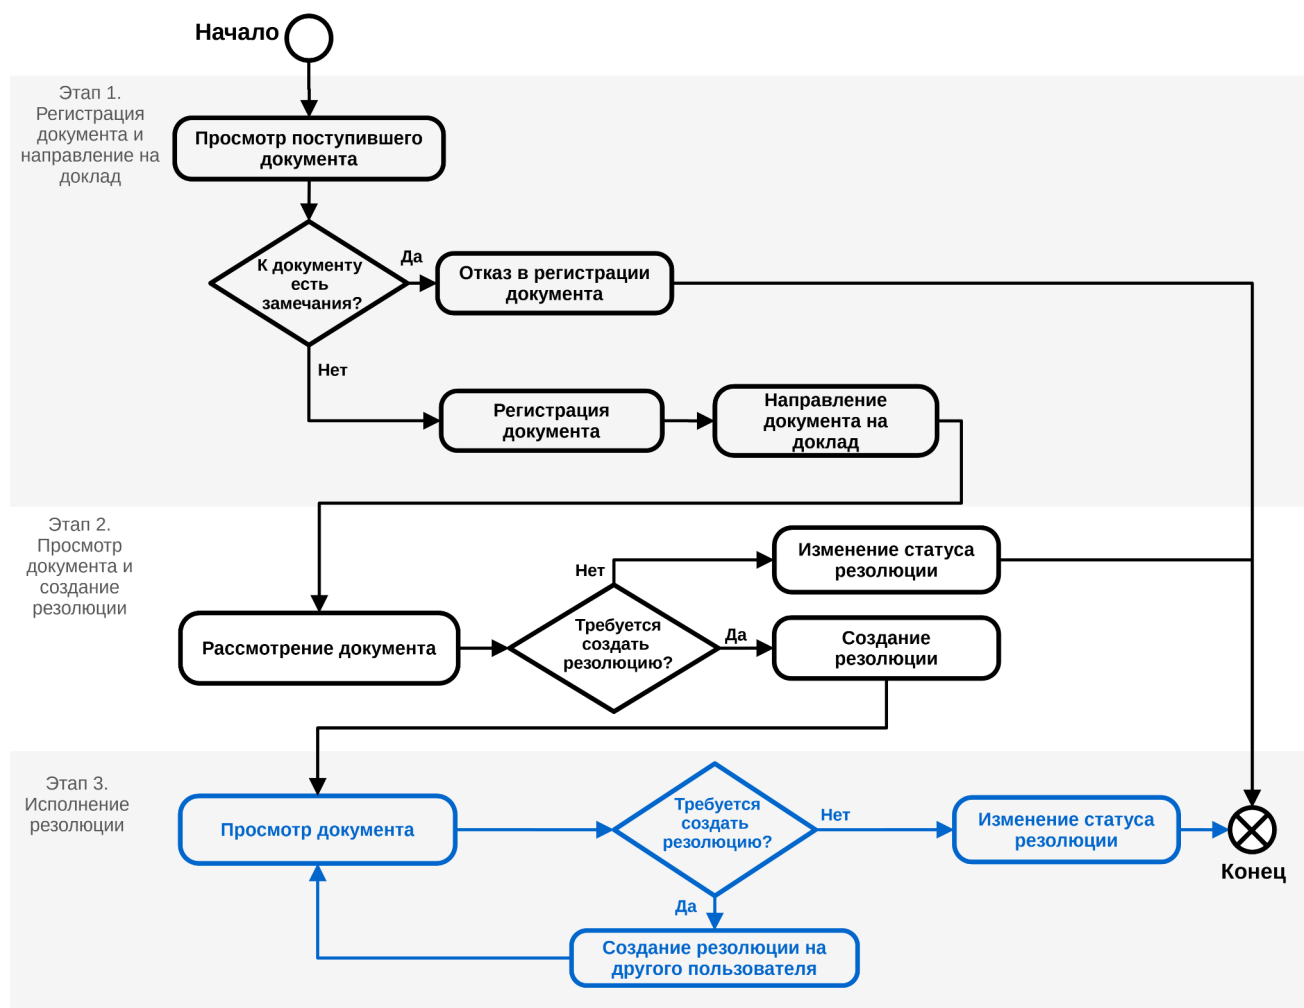 Начало
Этап 1.
Регистрация
документа и
направление на
доклад
Просмотр поступившего
документа
К документу
есть
замечания?
Да
Отказ в регистрации
документа
Нет
Регистрация
документа
Направление
документа на
доклад
Этап 2.
Просмотр
документа и
создание
резолюции
Рассмотрение документа
Требуется
создать
резолюцию?
Нет
Изменение статуса
резолюции
Да
Создание
резолюции
Этап 3.
Исполнение
резолюции
Просмотр документа
Требуется
создать
резолюцию?
Нет
Изменение статуса
резолюции
Конец
Да
Создание резолюции на
другого пользователя